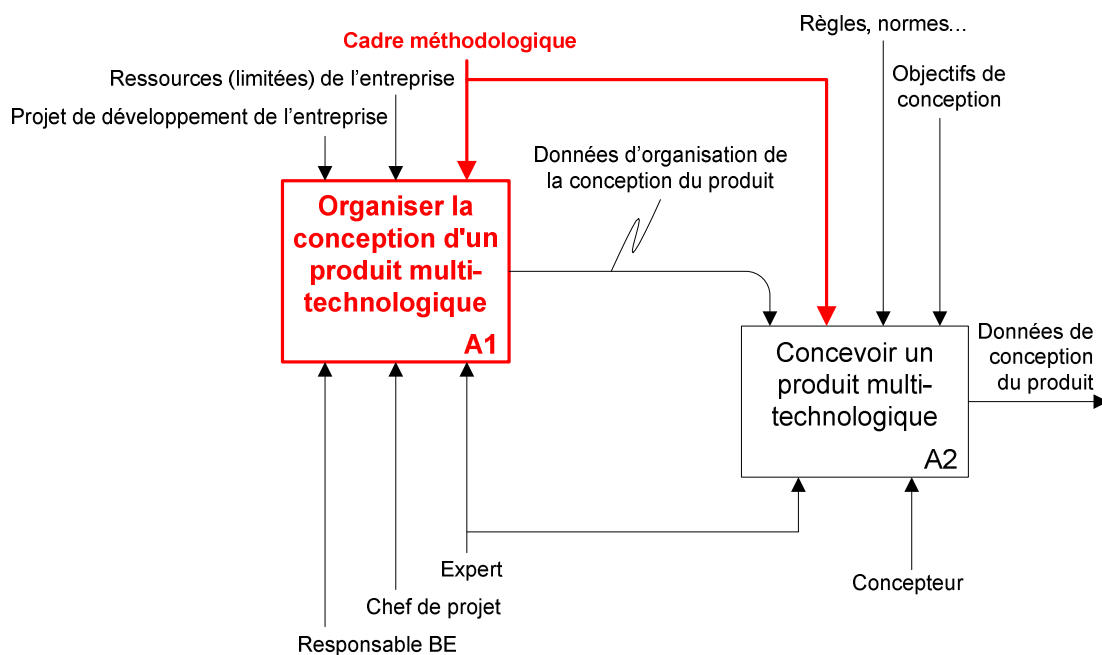 Règles, normes…
Cadre méthodologique
Ressources (limitées) de l’entreprise
Objectifs de
conception
Projet de développement de l’entreprise
Données d’organisation de
la conception du produit
Organiser la
conception d'un
produit multi-
technologique
A1
Données de
conception
du produit
Concevoir un
produit multi-
technologique
A2
Expert
Concepteur
Chef de projet
Responsable BE